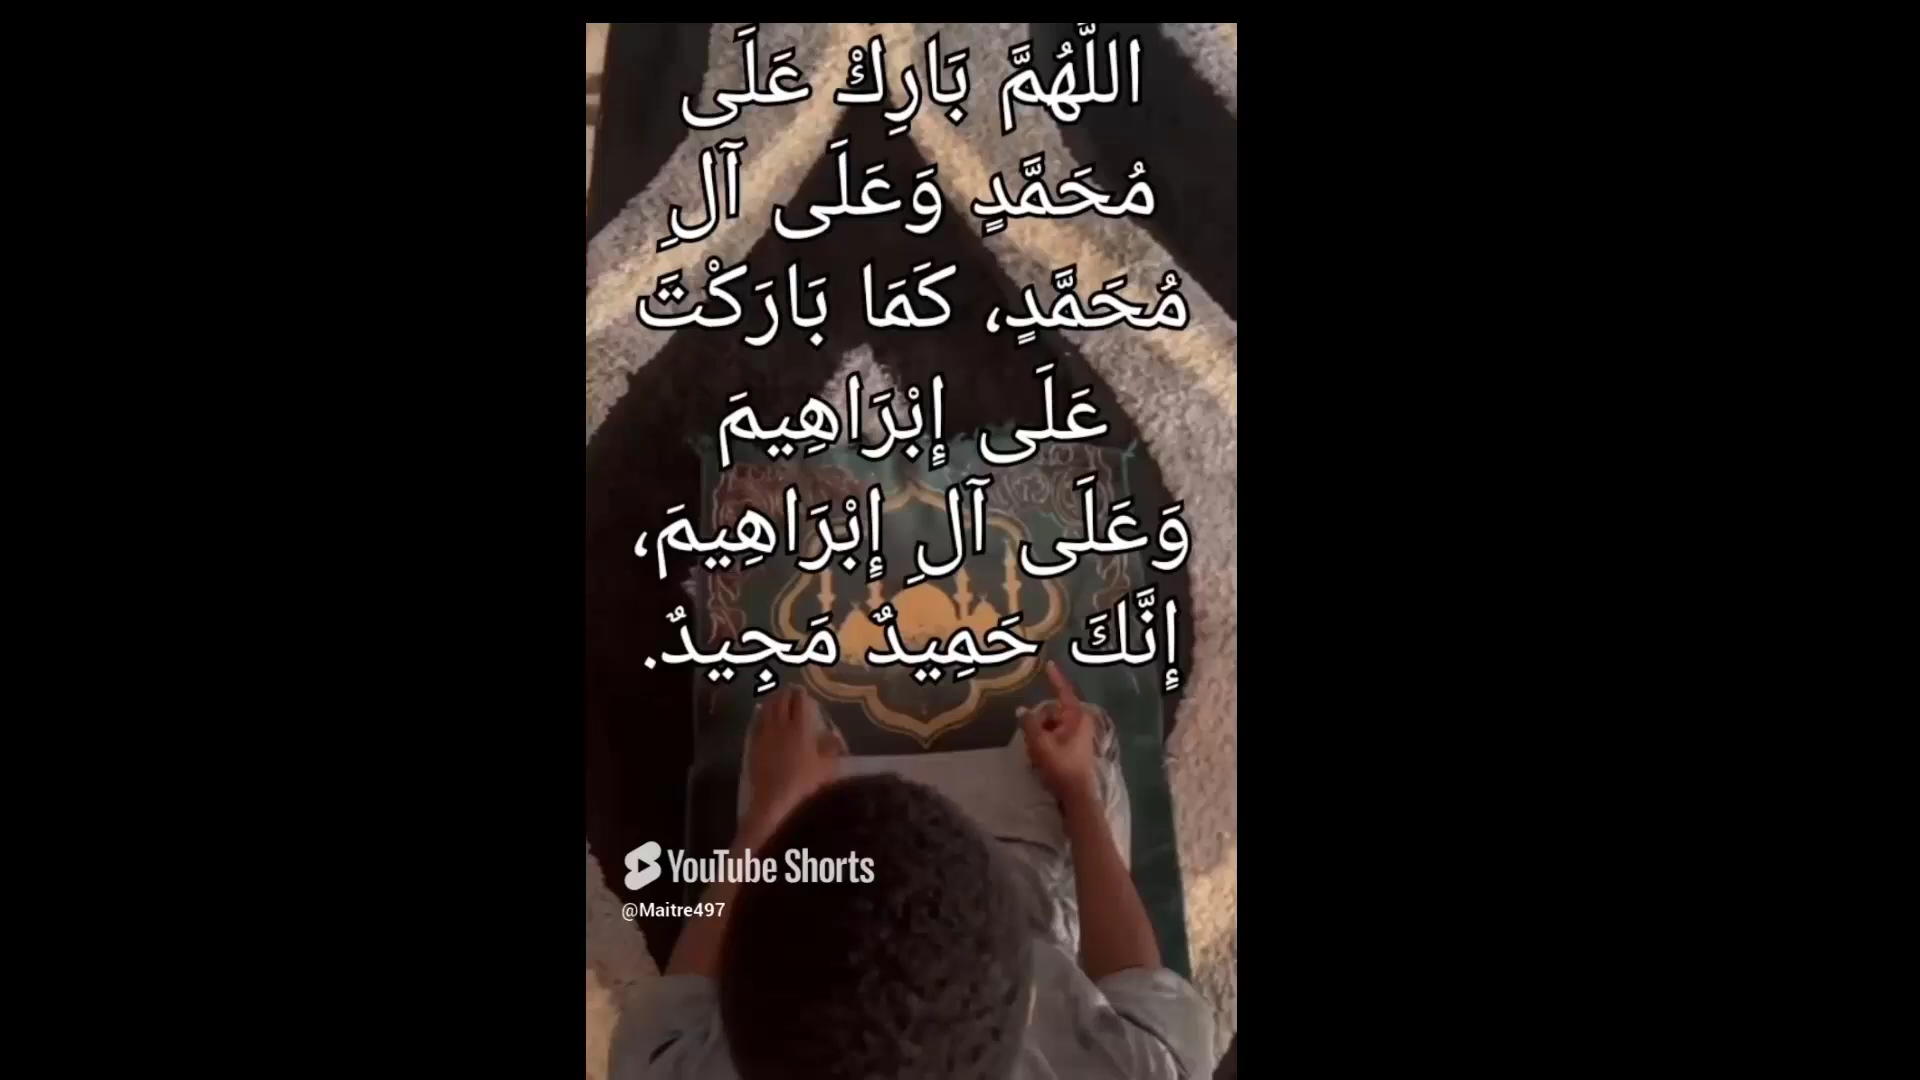 اللَّهُمَّ بَارِكْ عَلَى
مُحَمَّدٍ وَعَلَى آلِ
مُحَمَّدٍ، كَمَا بَارَكْتَ
عَلَى إِبْرَاهِيمَ
وَعَلَى آلِ إِبْرَاهِيمَ،
إِنَّكَ حَمِيدٌ مَجِيدٌ.
YouTube Shorts
@Maitre497